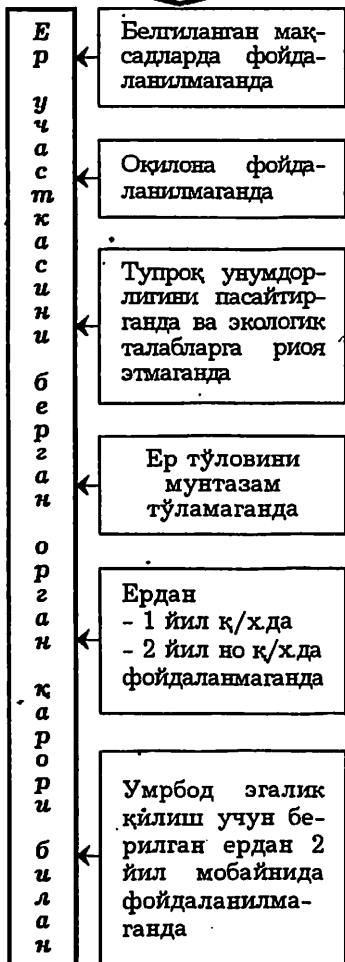 Ер участкасини берган орган қарори билан
Белгиланган мақ-
садларда фойда-
ланилмаганда
Оқилона фойда-
ланилмаганда
Тупроқ унумдор-
лигини пасайтир-
ганда ва экологик
талабларга риоя
этмаганда
Ер тўловини
мунтазам
тўламаганда
Ердан
- 1 йил қ/х.да
- 2 йил но қ/х.да
фойдаланмаганда
Умрбод эгалик
қилиш учун бе-
рилган ердан 2
йил мобайнида
фойдаланилма-
ганда